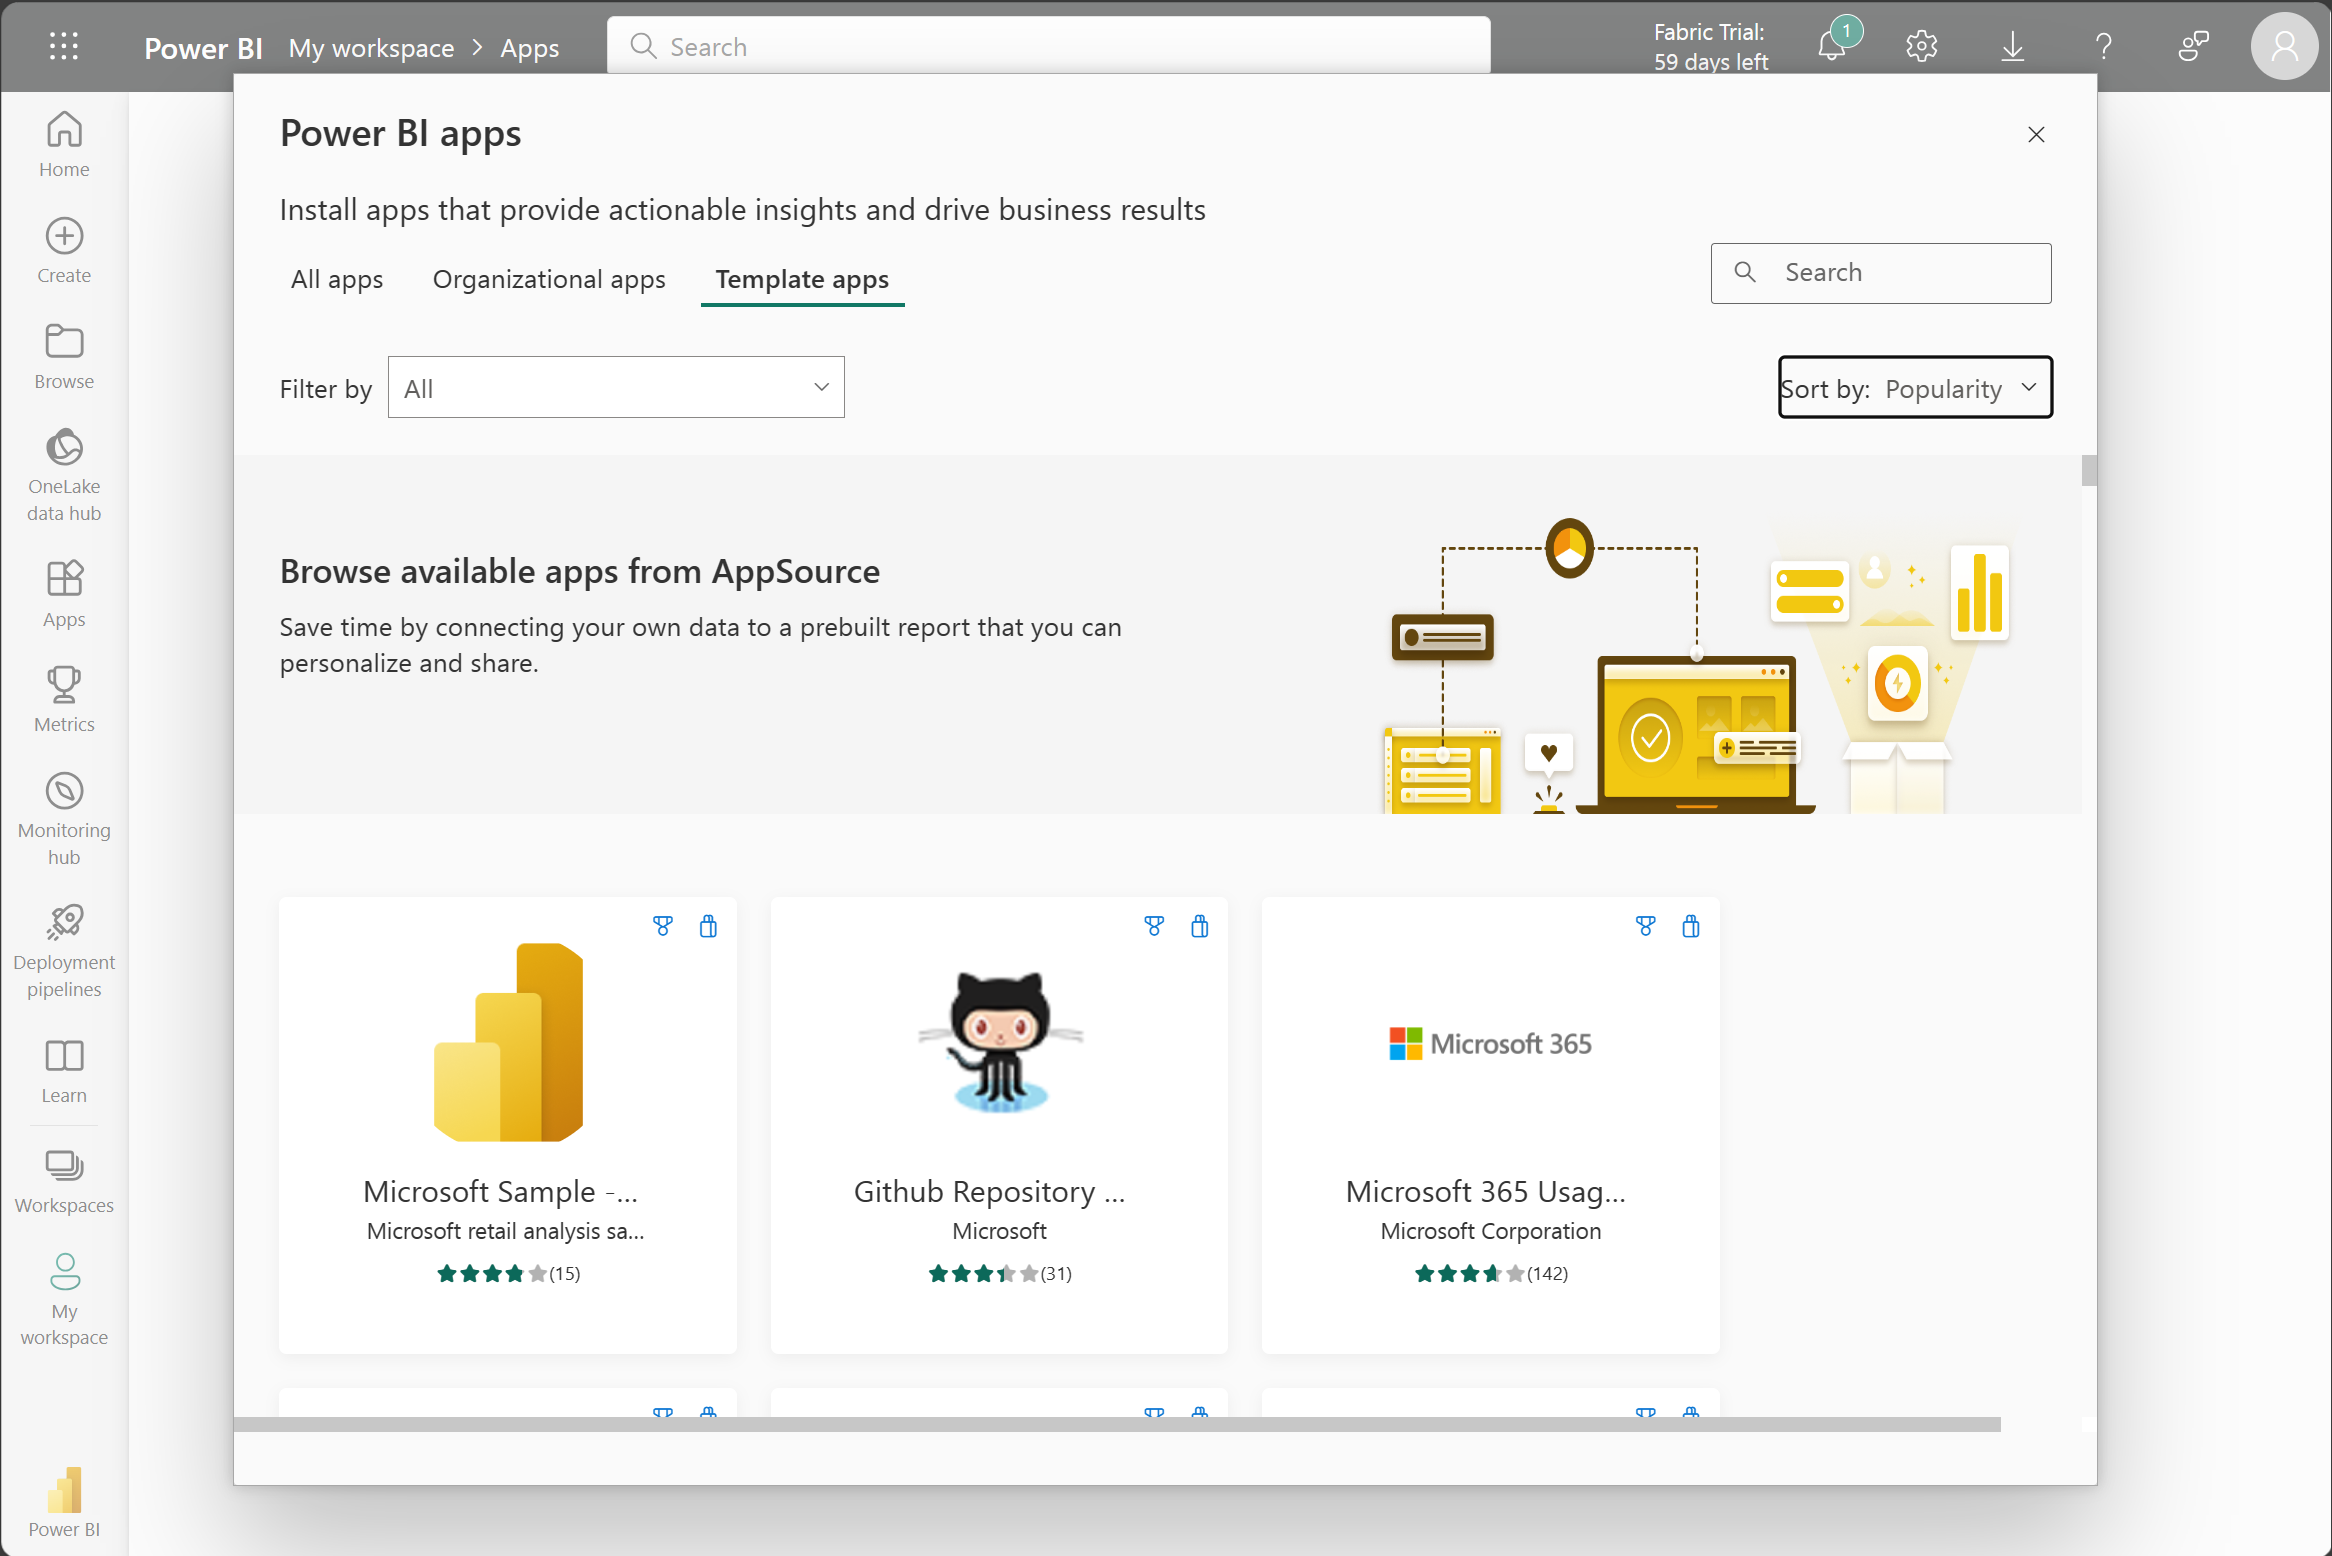 Power BI My workspace > Apps
Search
Fabric Trial:
59 days left
1
?
Home
Create
Browse
OneLake
data hub
Apps
Metrics
Monitoring
hub
Deployment
pipelines
Learn
Workspaces
My
workspace
Power BI
Power BI apps
Install apps that provide actionable insights and drive business results
All apps Organizational apps Template apps
Search
Filter by All
Sort by: Popularity
Browse available apps from AppSource
Save time by connecting your own data to a prebuilt report that you can
personalize and share.
Microsoft Sample -...
Microsoft retail analysis sa...
(15)
Github Repository ...
Microsoft
(31)
Microsoft 365
Microsoft 365 Usag...
Microsoft Corporation
(142)